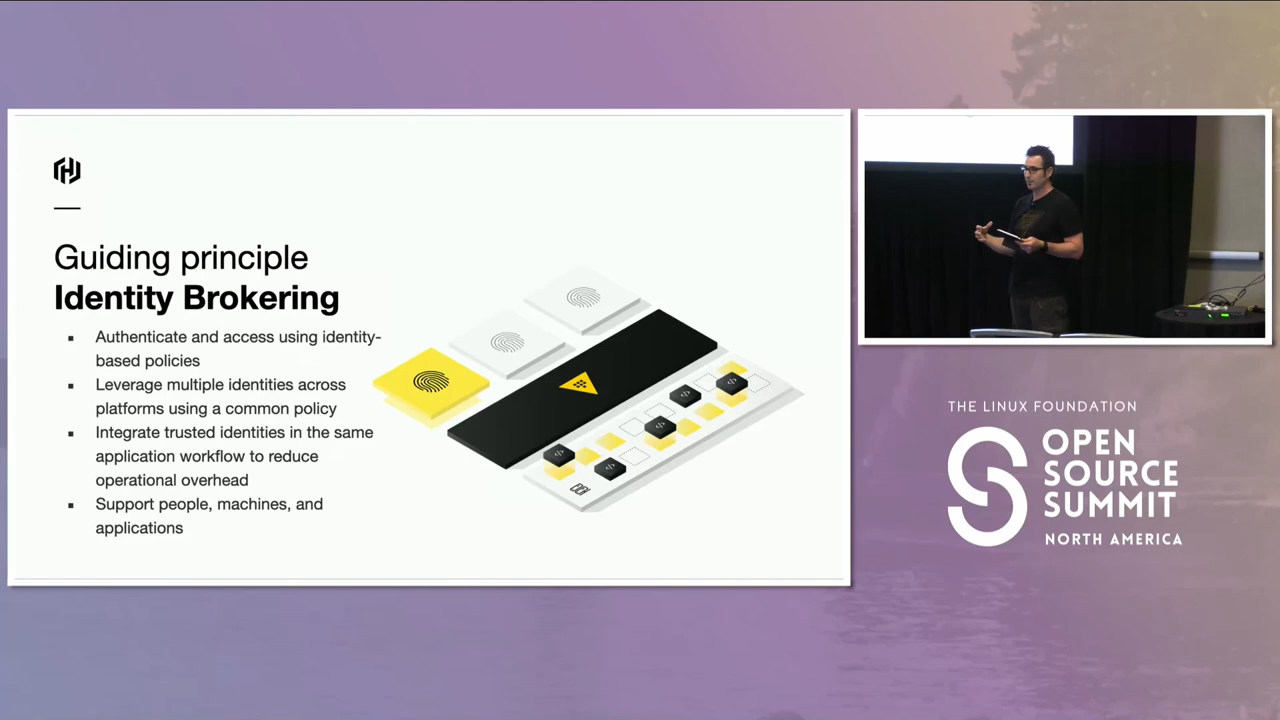 Guiding principle
Identity Brokering
▪ Authenticate and access using identity-
based policies
▪ Leverage multiple identities across
platforms using a common policy
▪ Integrate trusted identities in the same
application workflow to reduce
operational overhead
▪ Support people, machines, and
applications
THE LINUX FOUNDATION
OPEN
SOURCE
SUMMIT
NORTH AMERICA